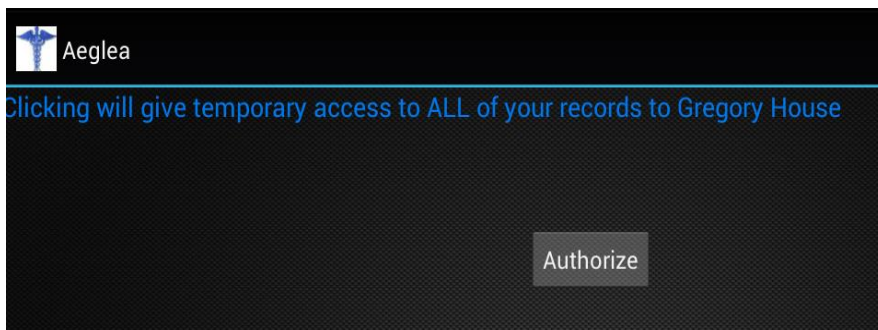 Aeglea
Clicking will give temporary access to ALL of your records to Gregory House
Authorize